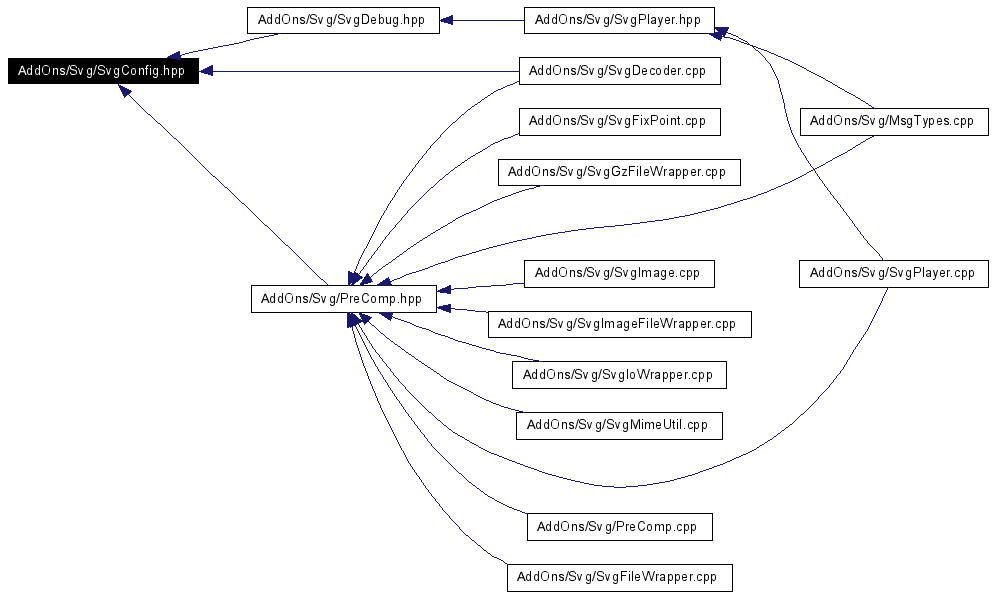 AddOns/Svg/SvgDebug.hpp
AddOns/Svg/SvgPlayer.hpp
AddOns/Svg/SvgConfig.hpp
AddOns/Svg/SvgDecoder.cpp
AddOns/Svg/SvgFixPoint.cpp
AddOns/Svg/MsgTypes.cpp
AddOns/Svg/SvgGzFileWrapper.cpp
AddOns/Svg/SvgImage.cpp
AddOns/Svg/SvgPlayer.cpp
AddOns/Svg/PreComp.hpp
AddOns/Svg/SvgImageFileWrapper.cpp
AddOns/Svg/SvgIoWrapper.cpp
AddOns/Svg/SvgMimeUtil.cpp
AddOns/Svg/PreComp.cpp
AddOns/Svg/SvgFileWrapper.cpp